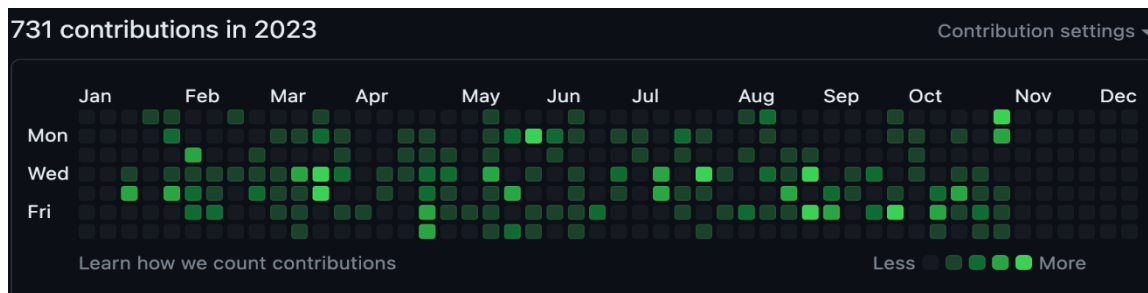 731 contributions in 2023
Contribution settings
Jan Feb Mar Apr May Jun Jul Aug Sep Oct Nov Dec
Mon
Wed
Fri
Learn how we count contributions
Less More